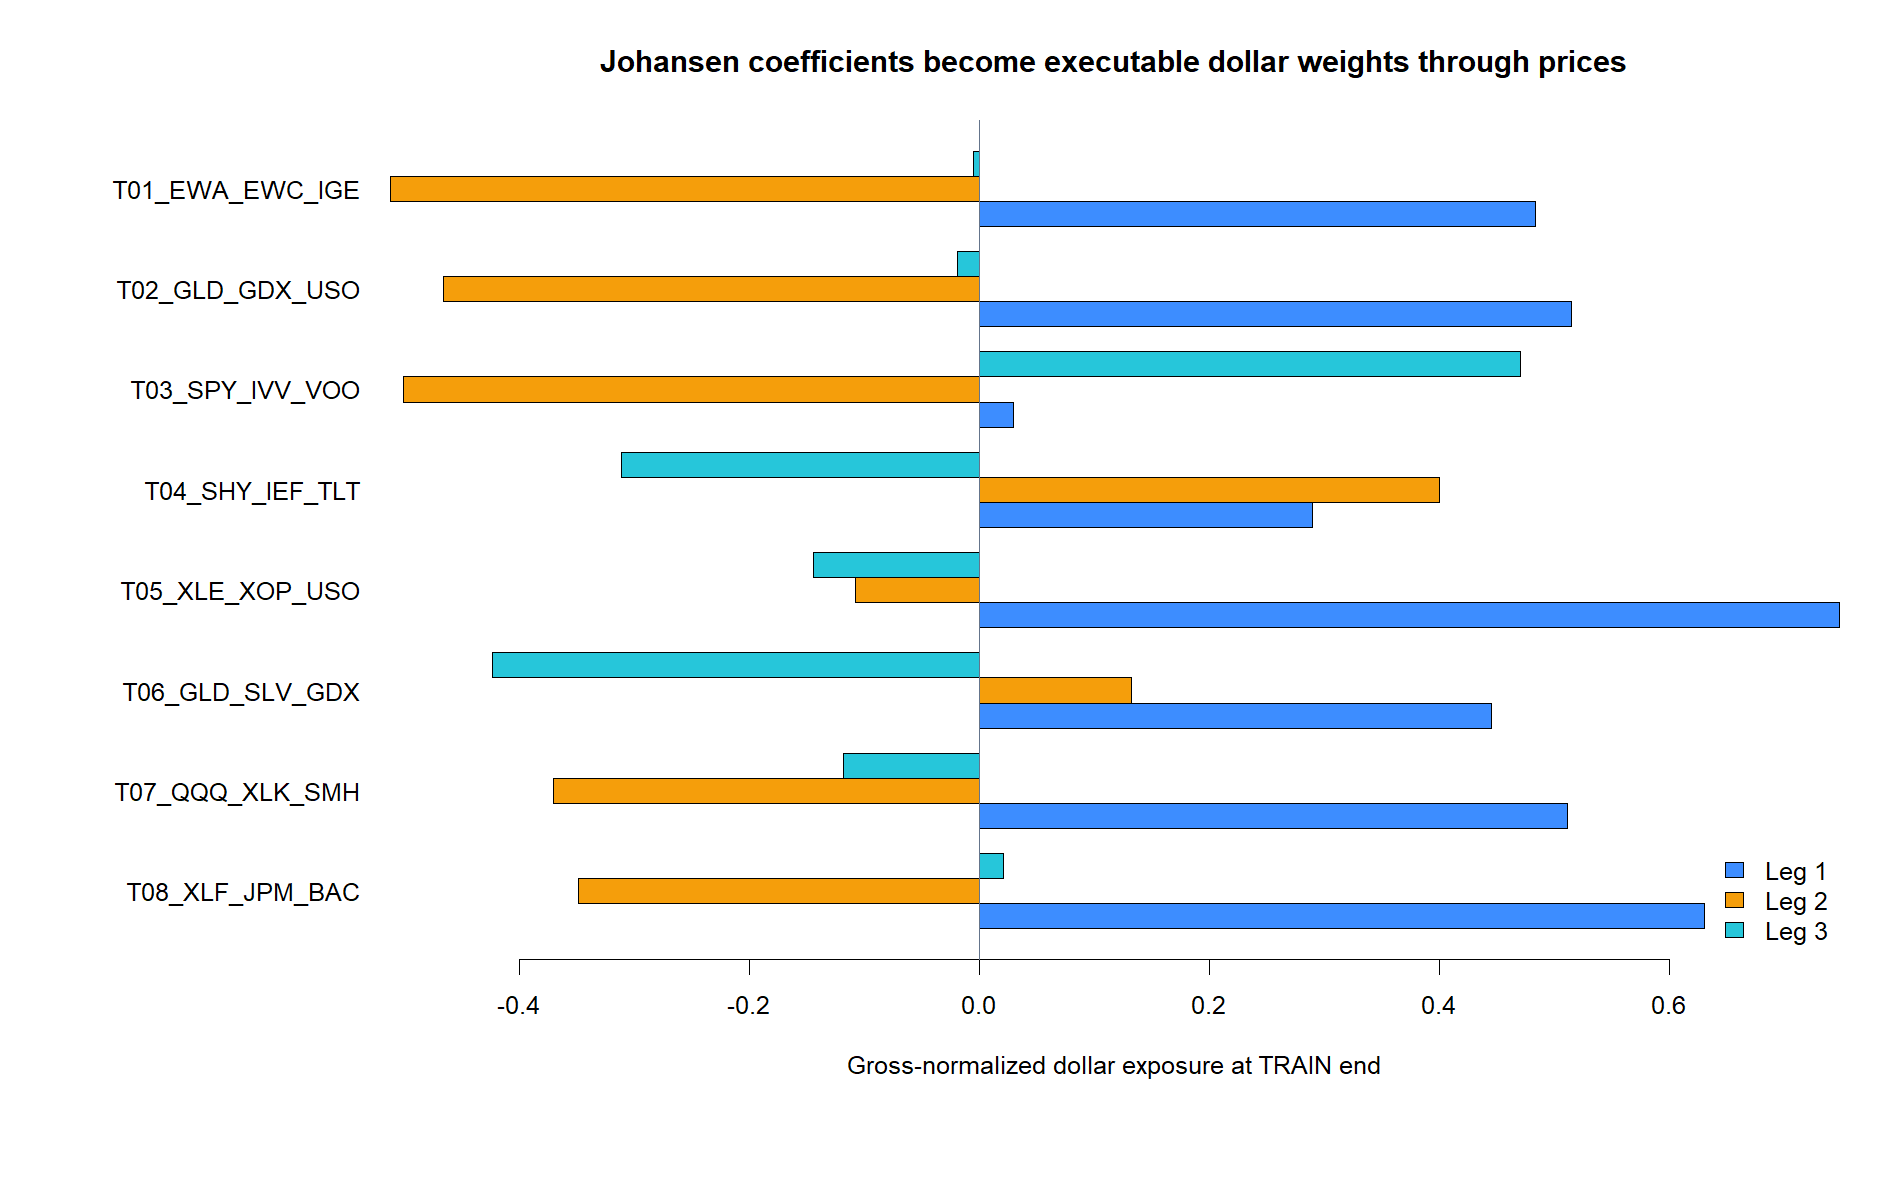 Johansen coefficients become executable dollar weights through prices
T01_EWA_EWC_IGE
T02_GLD_GDX_USO
T03_SPY_IVV_VOO
T04_SHY_IEF_TLT
T05_XLE_XOP_USO
T06_GLD_SLV_GDX
T07_QQQ_XLK_SMH
T08_XLF_JPM_BAC
Leg 1
Leg 2
Leg 3
-0.4 -0.2 0.0 0.2 0.4 0.6
Gross-normalized dollar exposure at TRAIN end